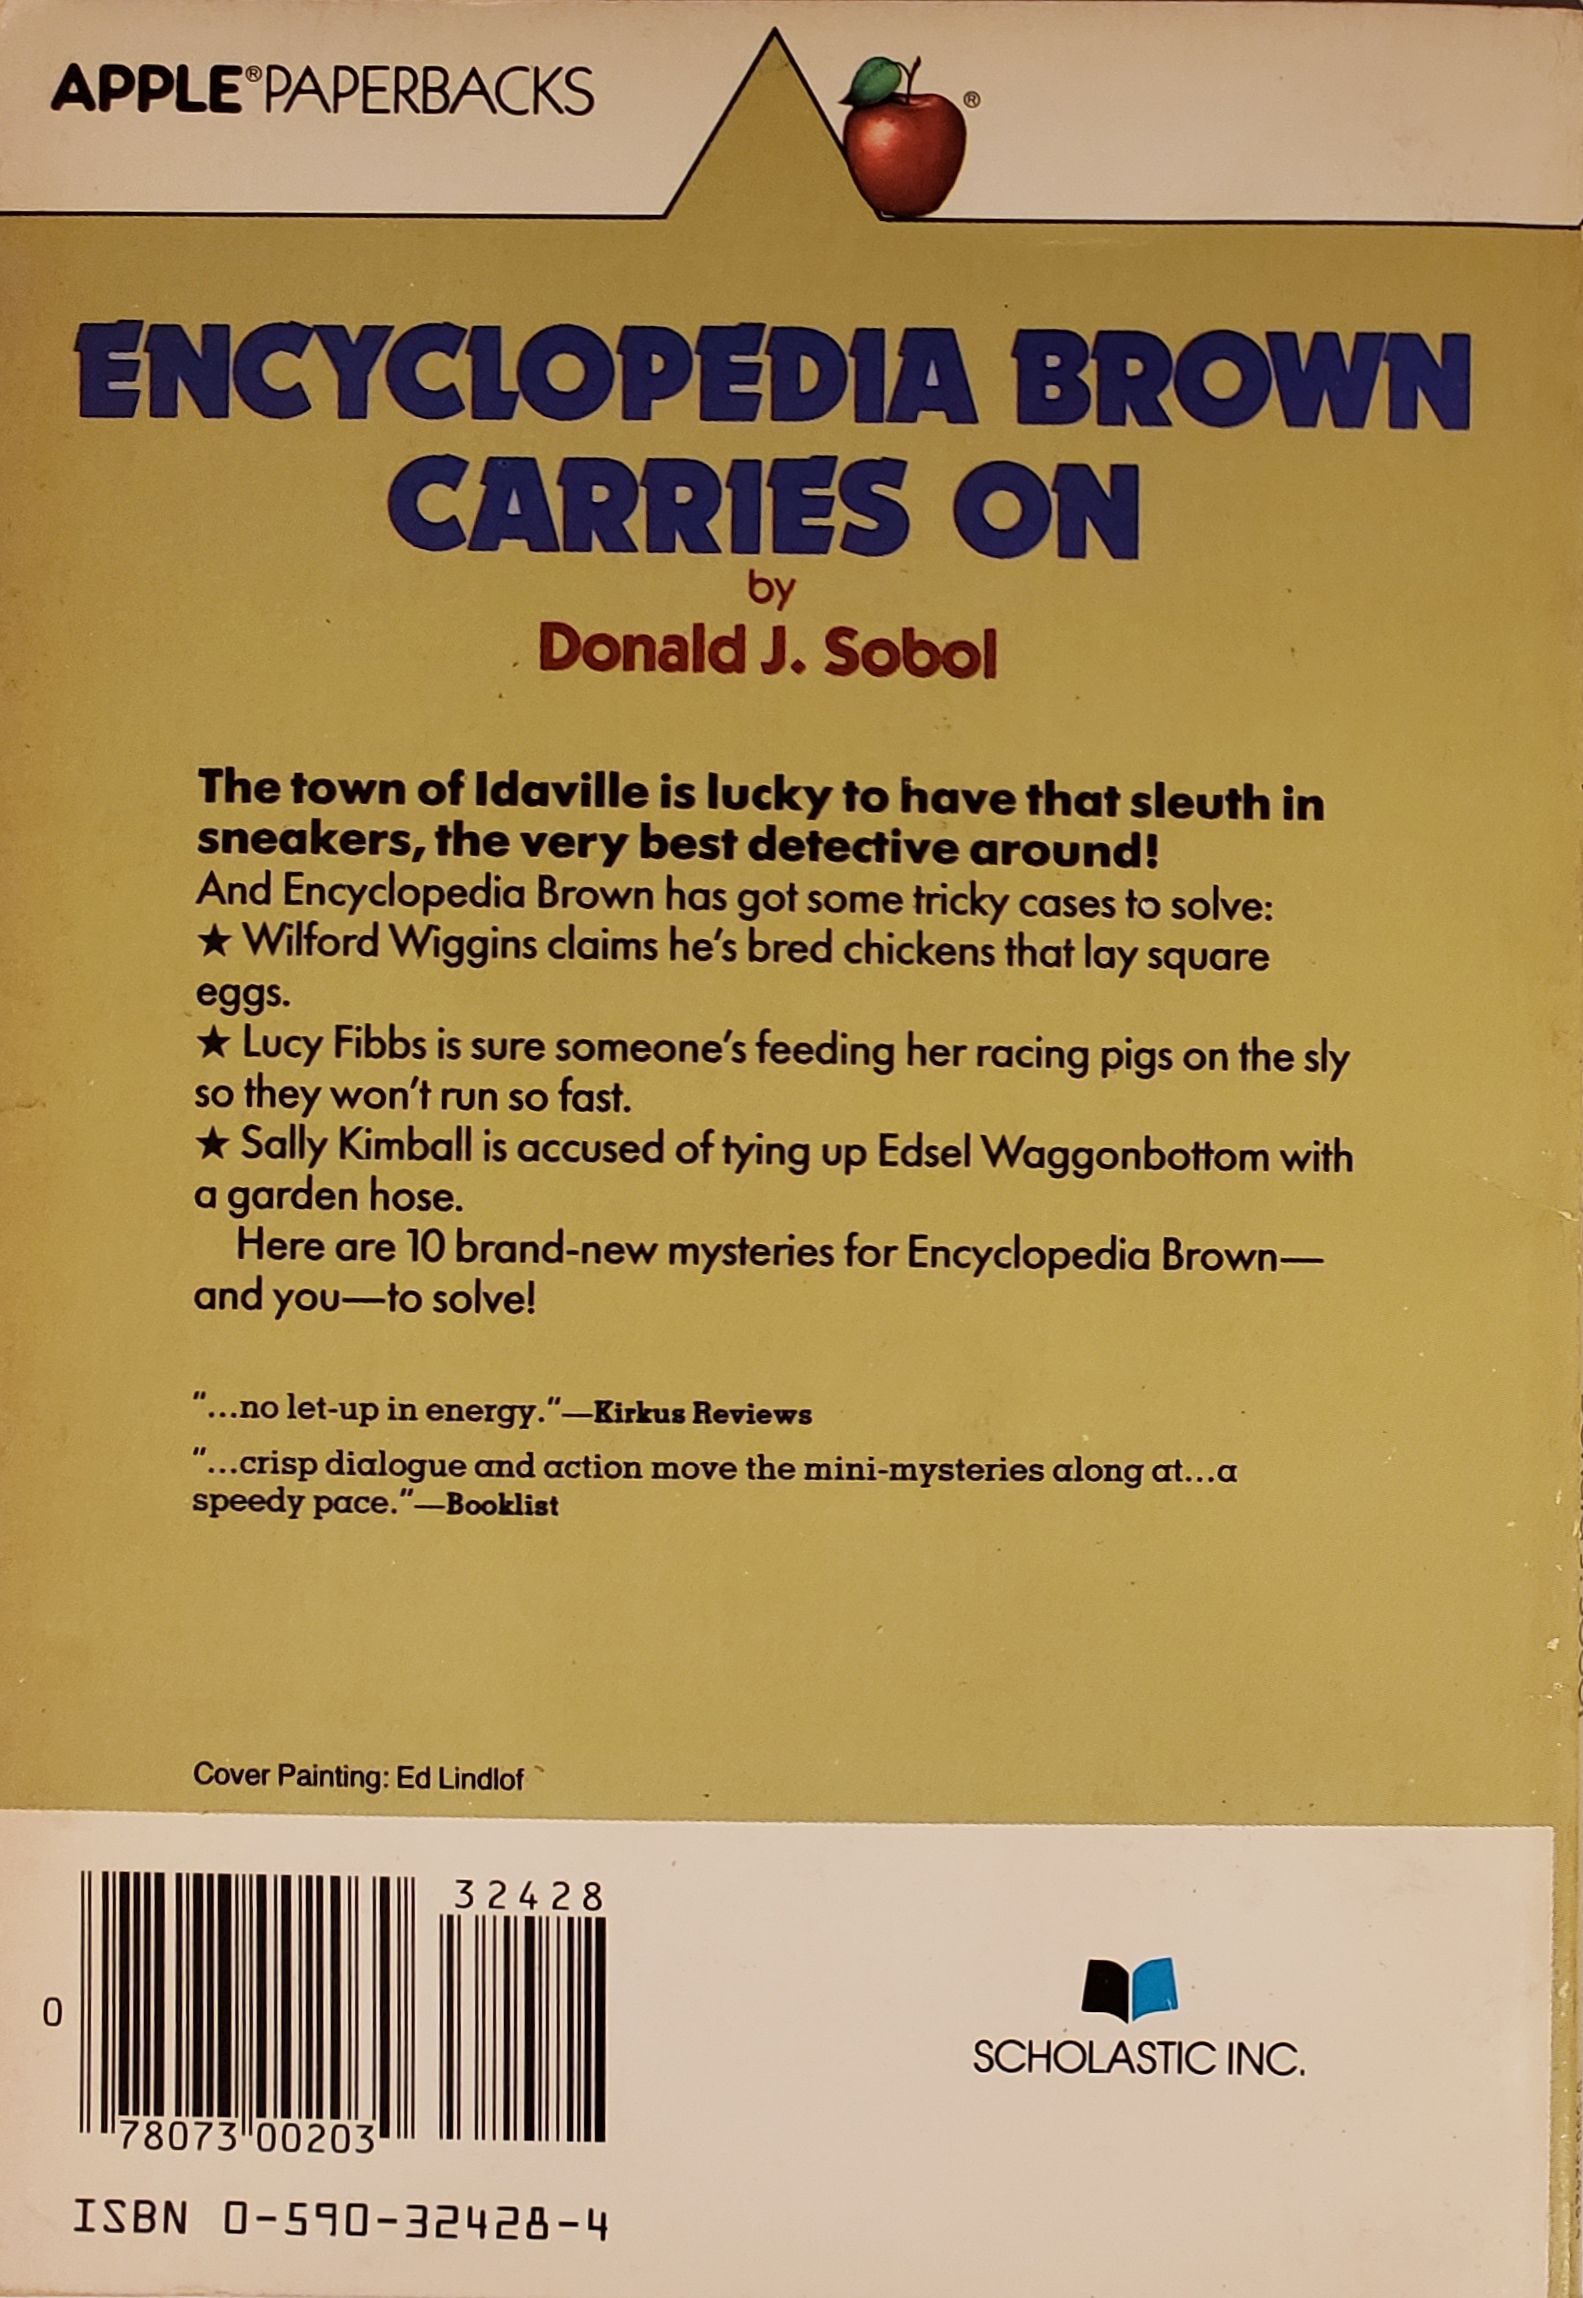 APPLE®PAPERBACKS
®
ENCYCLOPEDIA BROWN
CARRIES ON
by
Donald J. Sobol
The town of Idaville is lucky to have that sleuth in
sneakers, the very best detective around!
And Encyclopedia Brown has got some tricky cases to solve:
★ Wilford Wiggins claims he's bred chickens that lay square
eggs.
★ Lucy Fibbs is sure someone's feeding her racing pigs on the sly
so they won't run so fast.
★ Sally Kimball is accused of tying up Edsel Waggonbottom with
a garden hose.
Here are 10 brand-new mysteries for Encyclopedia Brown—
and you—to solve!
"...no let-up in energy."—Kirkus Reviews
"...crisp dialogue and action move the mini-mysteries along at...a
speedy pace."—Booklist
Cover Painting: Ed Lindlof
32428
0
78073 00203
SCHOLASTIC INC.
ISBN 0-590-32428-4